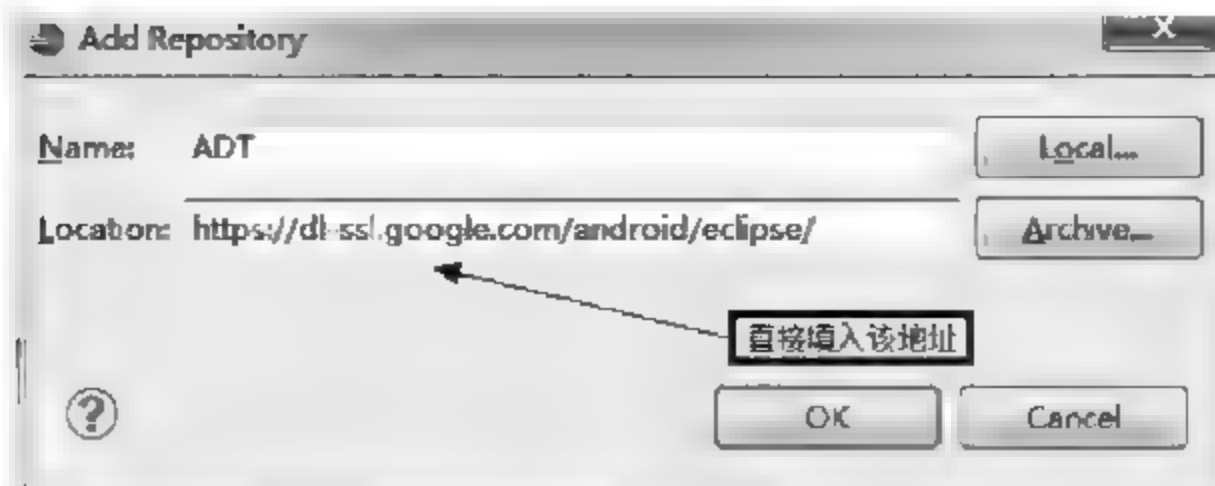 Add Repository
Name: ADT Local...
Location: https://dl-ssl.google.com/android/eclipse/ Archive...
直接填入该地址
? OK Cancel